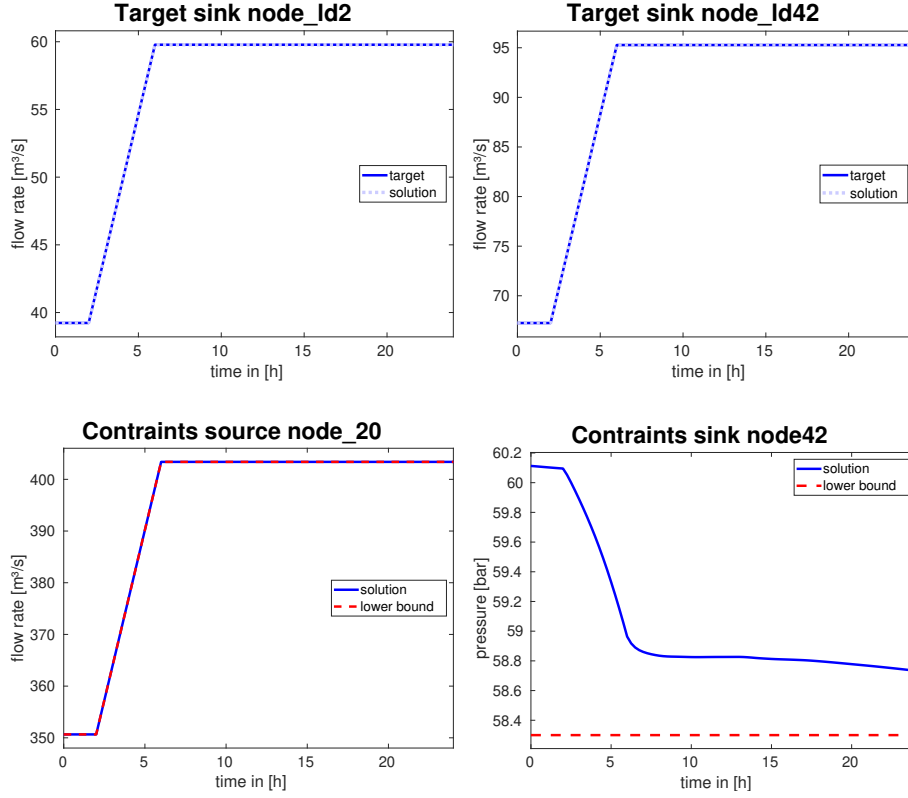 Target sink node_ld2
60
55
50
45
40
flow rate [m³/s]
target
solution
0
5
10
15
20
time in [h]
Target sink node_ld42
95
90
85
80
75
70
flow rate [m³/s]
target
solution
0
5
10
15
20
time in [h]
Contraints source node_20
400
390
380
370
360
350
flow rate [m³/s]
solution
lower bound
0
5
10
15
20
time in [h]
Contraints sink node42
60.2
60
59.8
59.6
59.4
59.2
59
58.8
58.6
58.4
pressure [bar]
solution
lower bound
0
5
10
15
20
time in [h]